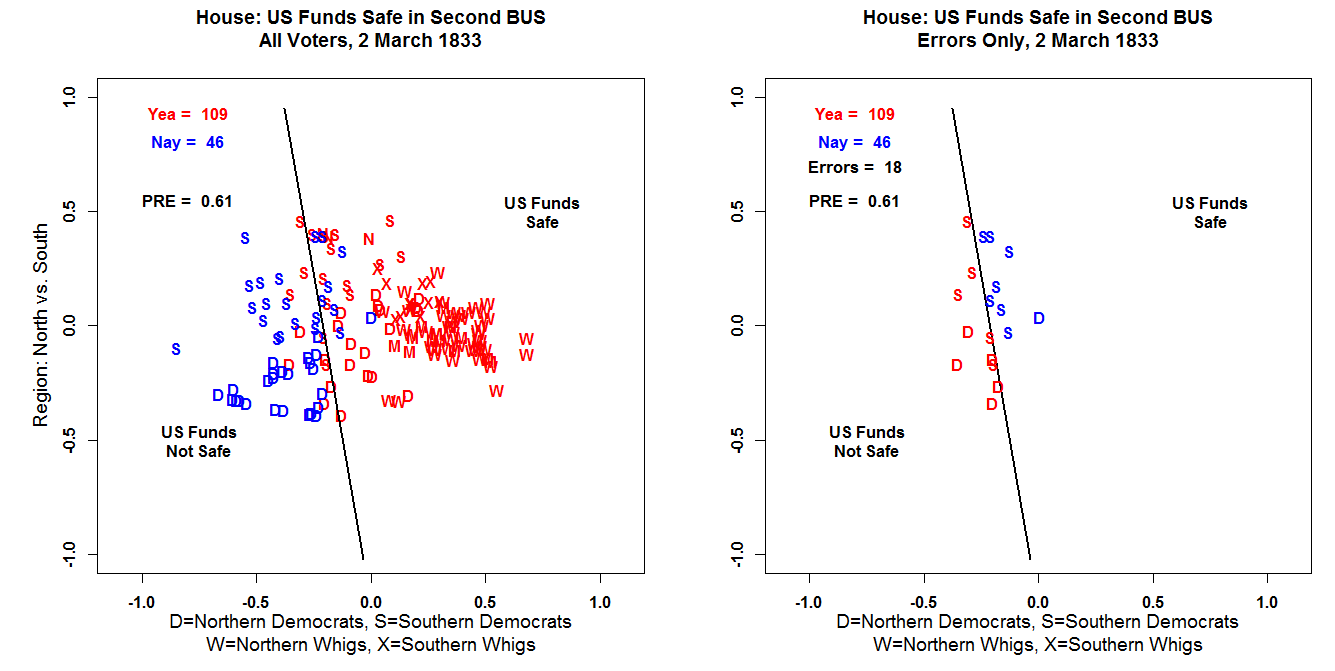 House: US Funds Safe in Second BUS
All Voters, 2 March 1833
Yea = 109
Nay = 46
PRE = 0.61
US Funds
Safe
US Funds
Not Safe
Region: North vs. South
1.0
0.5
0.0
-0.5
-1.0
-1.0 -0.5 0.0 0.5 1.0
D=Northern Democrats, S=Southern Democrats
W=Northern Whigs, X=Southern Whigs
House: US Funds Safe in Second BUS
Errors Only, 2 March 1833
Yea = 109
Nay = 46
Errors = 18
PRE = 0.61
US Funds
Safe
US Funds
Not Safe
1.0
0.5
0.0
-0.5
-1.0
-1.0 -0.5 0.0 0.5 1.0
D=Northern Democrats, S=Southern Democrats
W=Northern Whigs, X=Southern Whigs